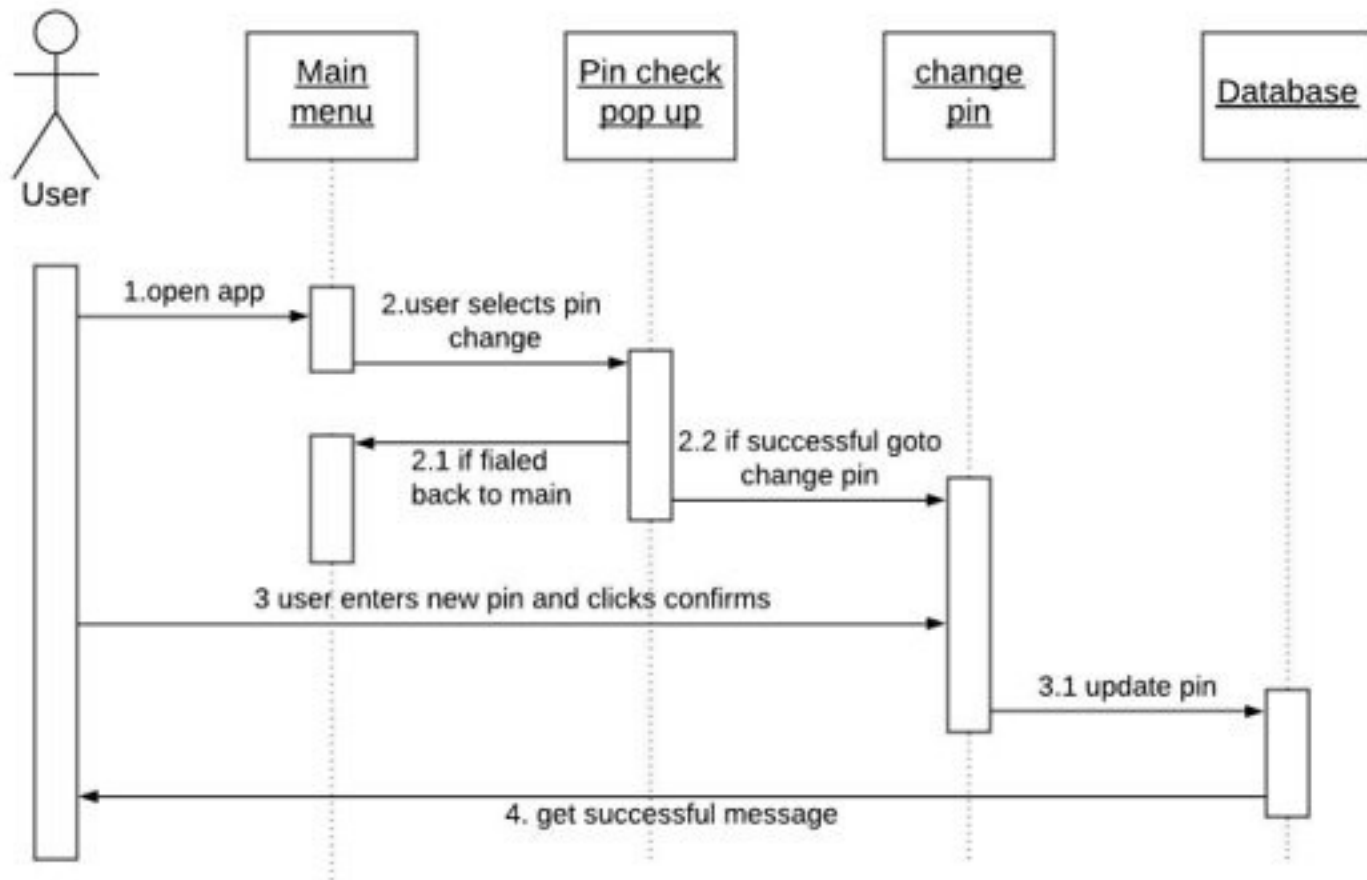 Main
menu
Pin check
pop up
change
pin
Database
User
1.open app
2.user selects pin
change
2.1 if fialed
back to main
2.2 if successful goto
change pin
3 user enters new pin and clicks confirms
3.1 update pin
4. get successful message